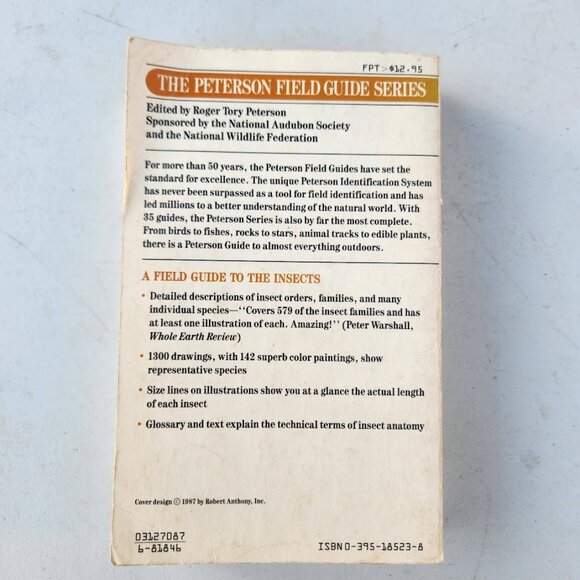 FPT >$12.95
THE PETERSON FIELD GUIDE SERIES
Edited by Roger Tory Peterson
Sponsored by the National Audubon Society
and the National Wildlife Federation
For more than 50 years, the Peterson Field Guides have set the
standard for excellence. The unique Peterson Identification System
has never been surpassed as a tool for field identification and has
led millions to a better understanding of the natural world. With
35 guides, the Peterson Series is also by far the most complete.
From birds to fishes, rocks to stars, animal tracks to edible plants,
there is a Peterson Guide to almost everything outdoors.
A FIELD GUIDE TO THE INSECTS
• Detailed descriptions of insect orders, families, and many
individual species—"Covers 579 of the insect families and has
at least one illustration of each. Amazing!" (Peter Warshall,
Whole Earth Review)
• 1300 drawings, with 142 superb color paintings, show
representative species
• Size lines on illustrations show you at a glance the actual length
of each insect
• Glossary and text explain the technical terms of insect anatomy
Cover design © 1987 by Robert Anthony, Inc.
03127087
6-81846
ISBN 0-395-18523-8